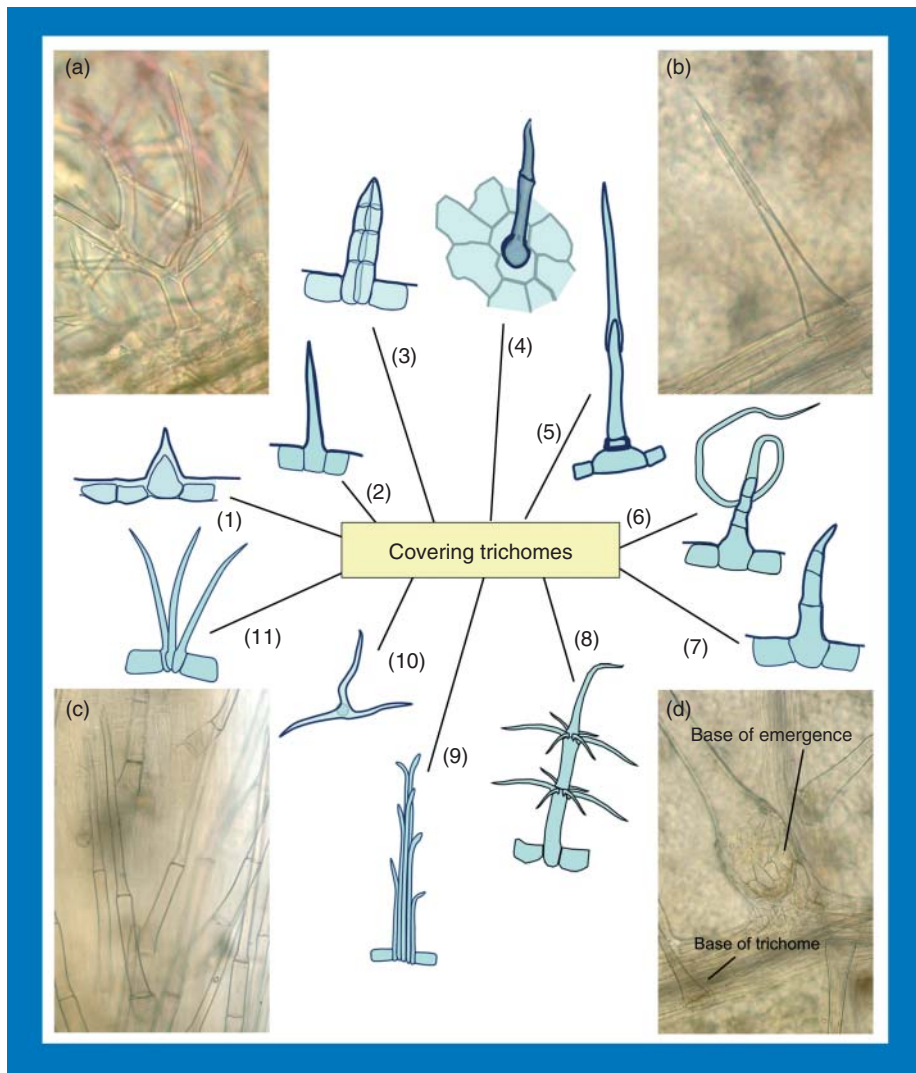 (a)
(b)
(3)
(4)
(5)
(2)
(1)
(6)
Covering trichomes
(11)
(10)
(8)
(7)
(9)
(c)
(d)
Base of emergence
Base of trichome